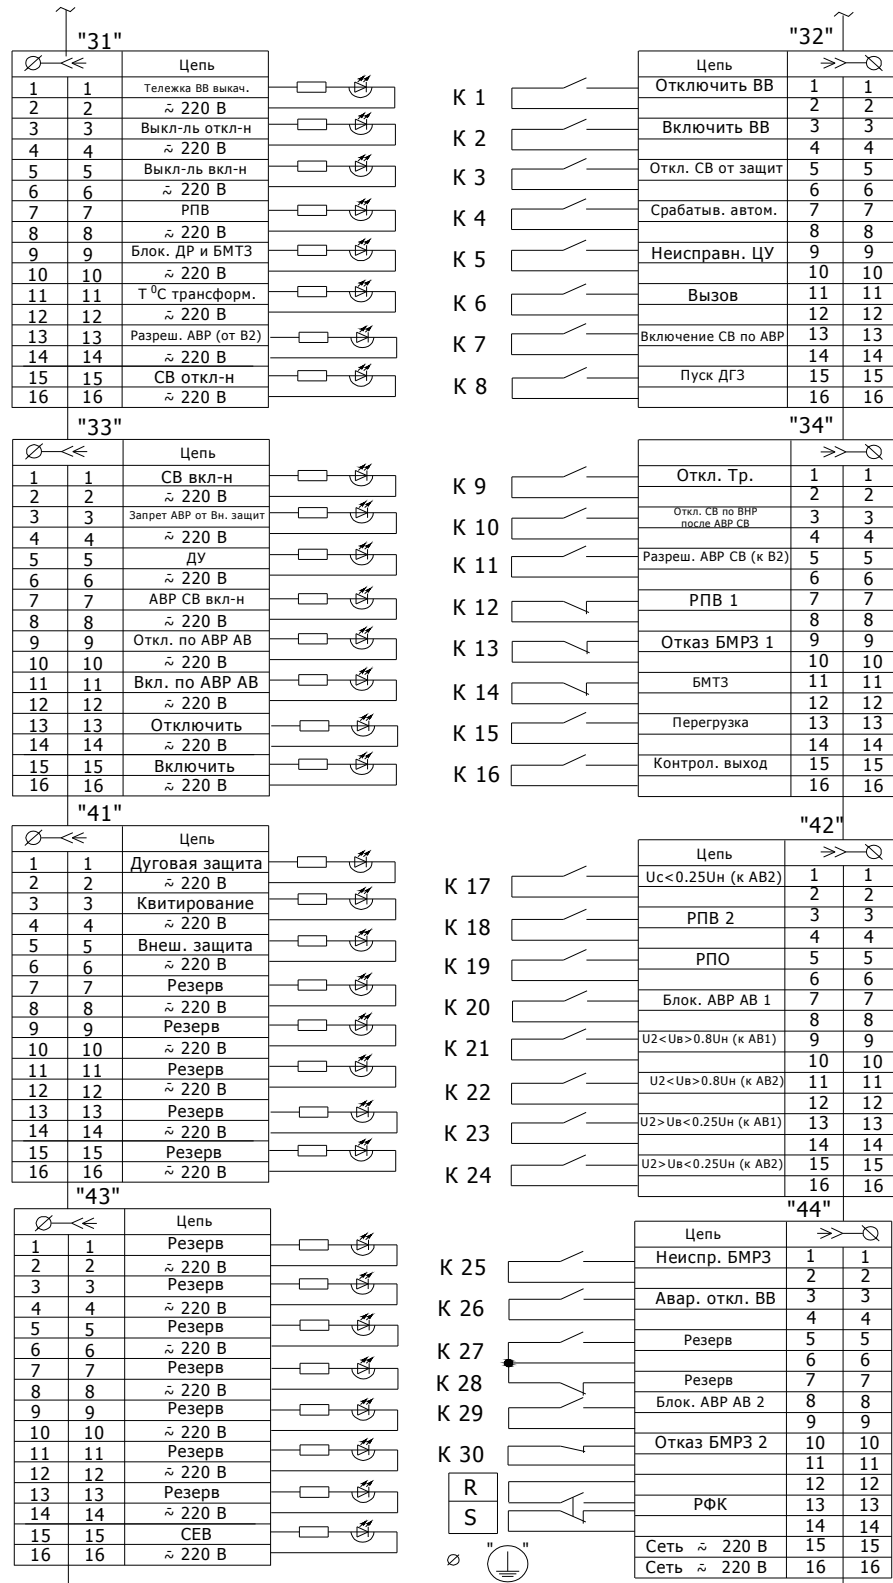 "31"
Цепь
1 1 Тележка ВВ выкач.
2 2 ~ 220 В
3 3 Выкл-ль откл-н
4 4 ~ 220 В
5 5 Выкл-ль вкл-н
6 6 ~ 220 В
7 7 РПВ
8 8 ~ 220 В
9 9 Блок. ДР и БМТЗ
10 10 ~ 220 В
11 11 Т ⁰С трансформ.
12 12 ~ 220 В
13 13 Разреш. АВР (от В2)
14 14 ~ 220 В
15 15 СВ откл-н
16 16 ~ 220 В
"32"
Цепь
К 1 Отключить ВВ 1 1
2 2
К 2 Включить ВВ 3 3
4 4
К 3 Откл. СВ от защит 5 5
6 6
К 4 Срабатыв. автом. 7 7
8 8
К 5 Неисправн. ЦУ 9 9
10 10
К 6 Вызов 11 11
12 12
К 7 Включение СВ по АВР 13 13
14 14
К 8 Пуск ДГЗ 15 15
16 16
"33"
Цепь
1 1 СВ вкл-н
2 2 ~ 220 В
3 3 Запрет АВР от Вн. защит
4 4 ~ 220 В
5 5 ДУ
6 6 ~ 220 В
7 7 АВР СВ вкл-н
8 8 ~ 220 В
9 9 Откл. по АВР АВ
10 10 ~ 220 В
11 11 Вкл. по АВР АВ
12 12 ~ 220 В
13 13 Отключить
14 14 ~ 220 В
15 15 Включить
16 16 ~ 220 В
"34"
К 9 Откл. Тр. 1 1
2 2
К 10 Откл. СВ по ВНР
после АВР СВ 3 3
4 4
К 11 Разреш. АВР СВ (к В2) 5 5
6 6
К 12 РПВ 1 7 7
8 8
К 13 Отказ БМРЗ 1 9 9
10 10
К 14 БМТЗ 11 11
12 12
К 15 Перегрузка 13 13
14 14
К 16 Контрол. выход 15 15
16 16
"41"
Цепь
1 1 Дуговая защита
2 2 ~ 220 В
3 3 Квитирование
4 4 ~ 220 В
5 5 Внеш. защита
6 6 ~ 220 В
7 7 Резерв
8 8 ~ 220 В
9 9 Резерв
10 10 ~ 220 В
11 11 Резерв
12 12 ~ 220 В
13 13 Резерв
14 14 ~ 220 В
15 15 Резерв
16 16 ~ 220 В
"42"
Цепь
К 17 Uc<0.25Uн (к АВ2) 1 1
2 2
К 18 РПВ 2 3 3
4 4
К 19 РПО 5 5
6 6
К 20 Блок. АВР АВ 1 7 7
8 8
К 21 U2<Uв>0.8Uн (к АВ1) 9 9
10 10
К 22 U2<Uв>0.8Uн (к АВ2) 11 11
12 12
К 23 U2>Uв<0.25Uн (к АВ1) 13 13
14 14
К 24 U2>Uв<0.25Uн (к АВ2) 15 15
16 16
"43"
Цепь
1 1 Резерв
2 2 ~ 220 В
3 3 Резерв
4 4 ~ 220 В
5 5 Резерв
6 6 ~ 220 В
7 7 Резерв
8 8 ~ 220 В
9 9 Резерв
10 10 ~ 220 В
11 11 Резерв
12 12 ~ 220 В
13 13 Резерв
14 14 ~ 220 В
15 15 СЕВ
16 16 ~ 220 В
"44"
Цепь
К 25 Неиспр. БМРЗ 1 1
2 2
К 26 Авар. откл. ВВ 3 3
4 4
К 27 Резерв 5 5
6 6
К 28 Резерв 7 7
К 29 Блок. АВР АВ 2 8 8
9 9
К 30 Отказ БМРЗ 2 10 10
11 11
R 12 12
S РФК 13 13
14 14
Сеть ~ 220 В 15 15
Сеть ~ 220 В 16 16
" "